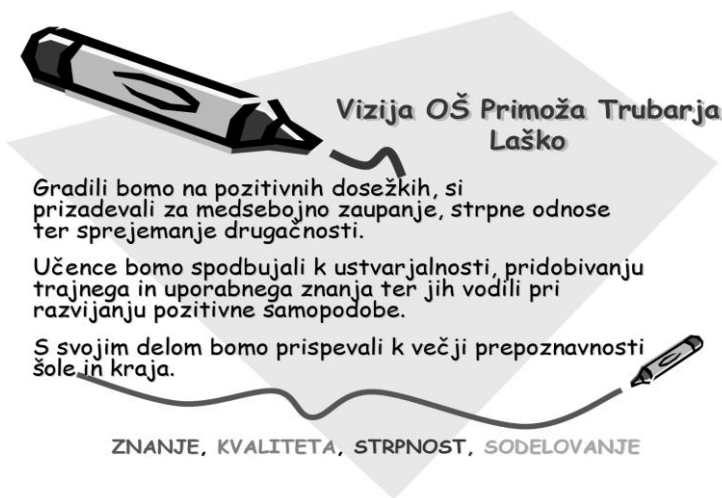 Vizija OŠ Primoža Trubarja
Laško
Gradili bomo na pozitivnih dosežkih, si
prizadevali za medsebojno zaupanje, strpne odnose
ter sprejemanje drugačnosti.
Učence bomo spodbujali k ustvarjalnosti, pridobivanju
trajnega in uporabnega znanja ter jih vodili pri
razvijanju pozitivne samopodobe.
S svojim delom bomo prispevali k večji prepoznavnosti
šole in kraja.
ZNANJE, KVALITETA, STRPNOST, SODELOVANJE